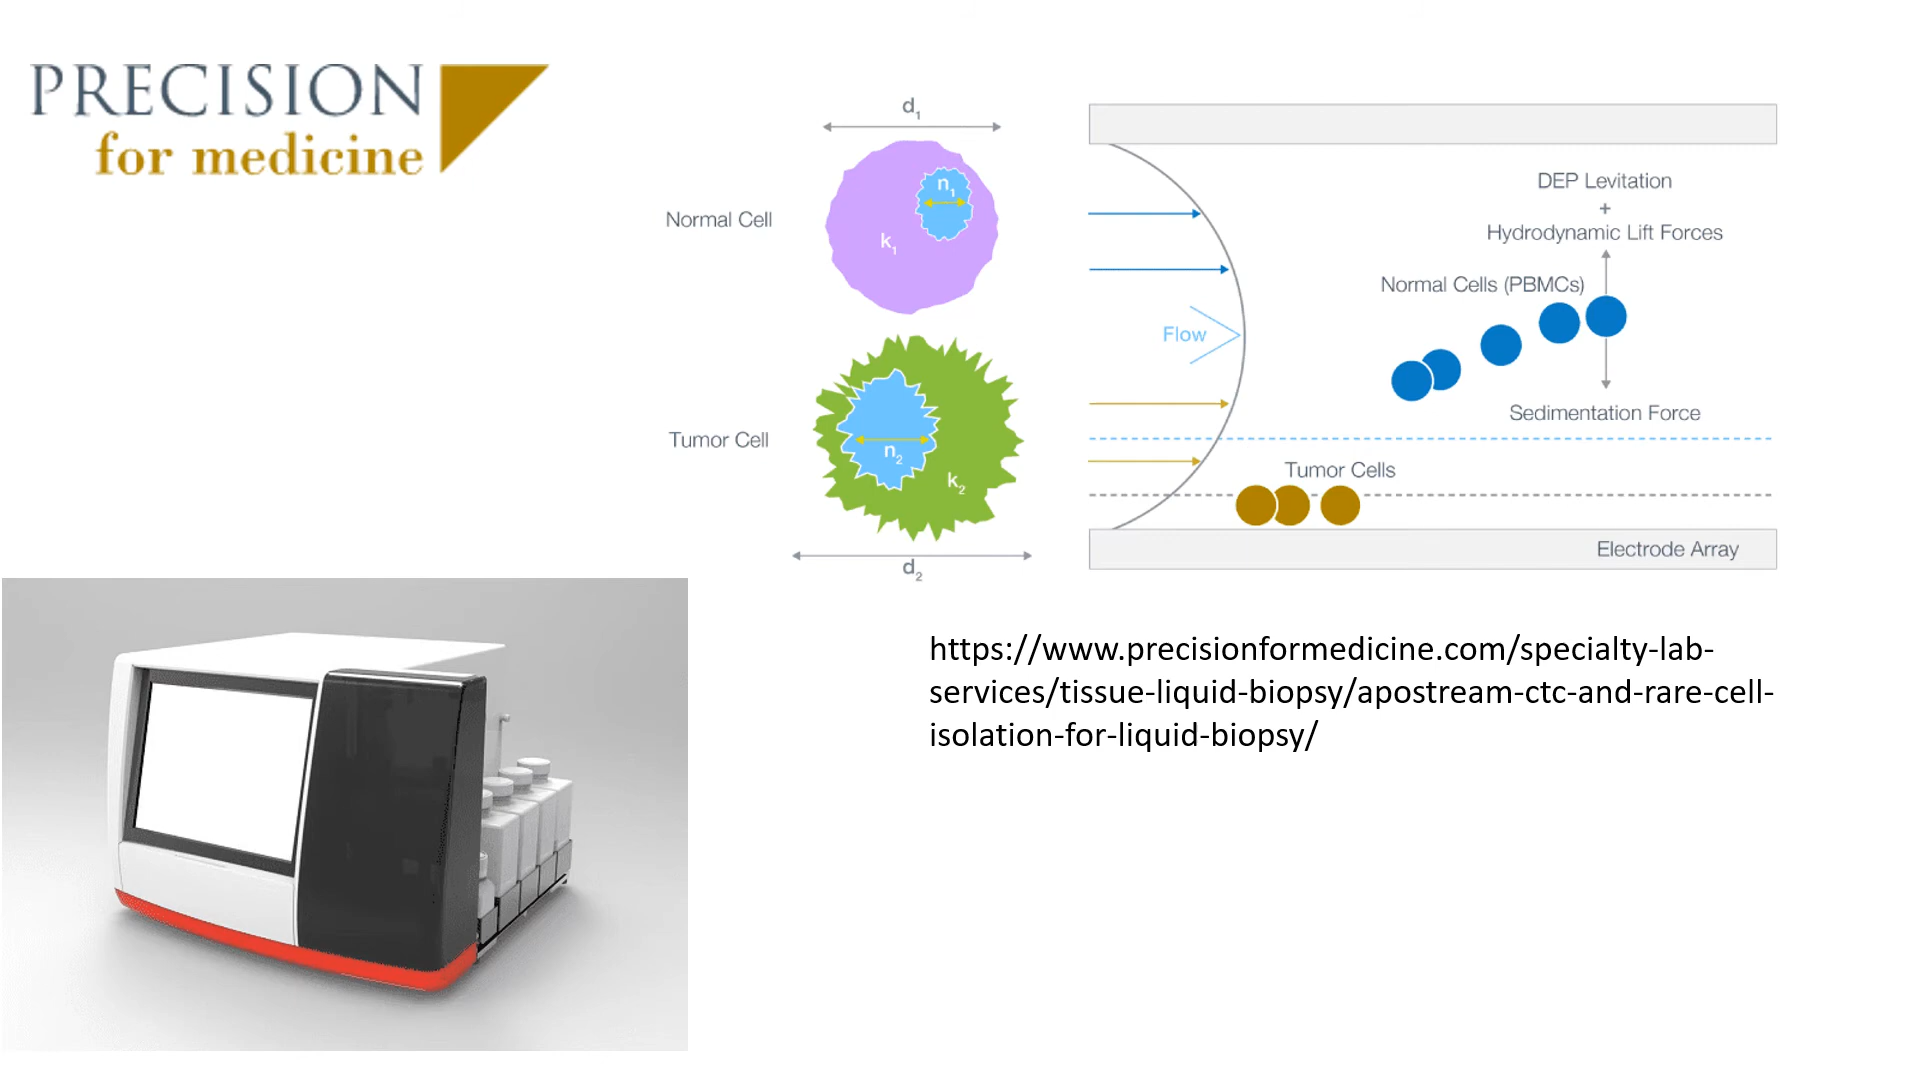 PRECISION
for medicine
d₁
n₁
Normal Cell
k₁
Tumor Cell
n₂
k₂
d₂
DEP Levitation
+
Hydrodynamic Lift Forces
Normal Cells (PBMCs)
Flow
Sedimentation Force
Tumor Cells
Electrode Array
https://www.precisionformedicine.com/specialty-lab-
services/tissue-liquid-biopsy/apostream-ctc-and-rare-cell-
isolation-for-liquid-biopsy/